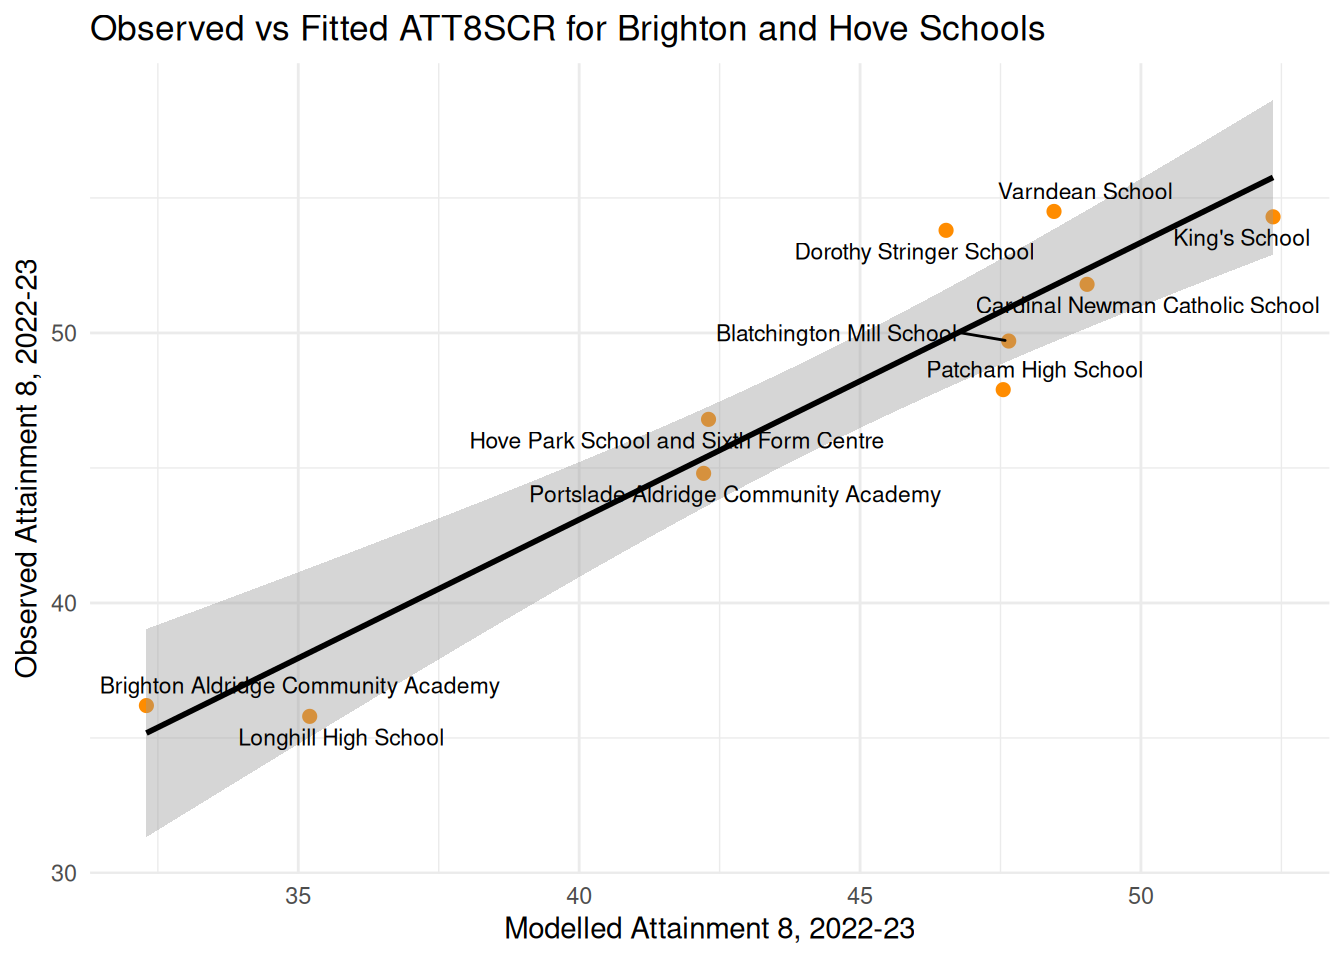 Observed vs Fitted ATT8SCR for Brighton and Hove Schools
Observed Attainment 8, 2022-23
50
40
30
Varndean School
King's School
Dorothy Stringer School
Cardinal Newman Catholic School
Blatchington Mill School
Patcham High School
Hove Park School and Sixth Form Centre
Portslade Aldridge Community Academy
Brighton Aldridge Community Academy
Longhill High School
35
40
45
50
Modelled Attainment 8, 2022-23